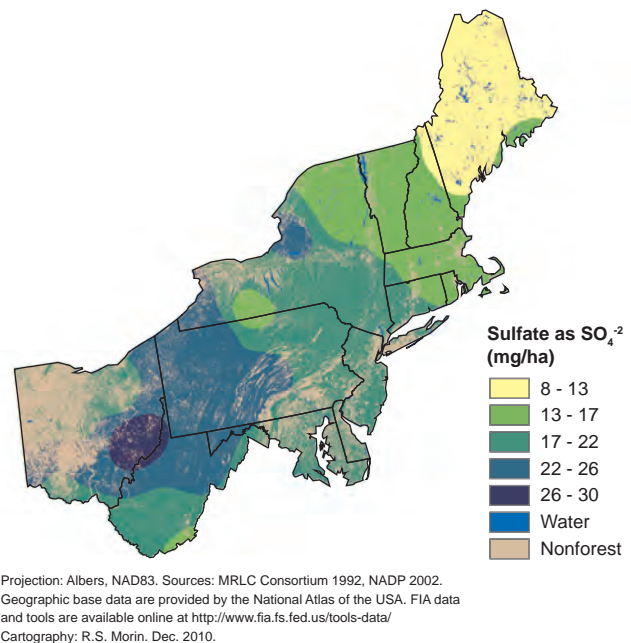 Sulfate as SO₄⁻²
(mg/ha)
8 - 13
13 - 17
17 - 22
22 - 26
26 - 30
Water
Nonforest
Projection: Albers, NAD83. Sources: MRLC Consortium 1992, NADP 2002.
Geographic base data are provided by the National Atlas of the USA. FIA data
and tools are available online at http://www.fia.fs.fed.us/tools-data/
Cartography: R.S. Morin. Dec. 2010.